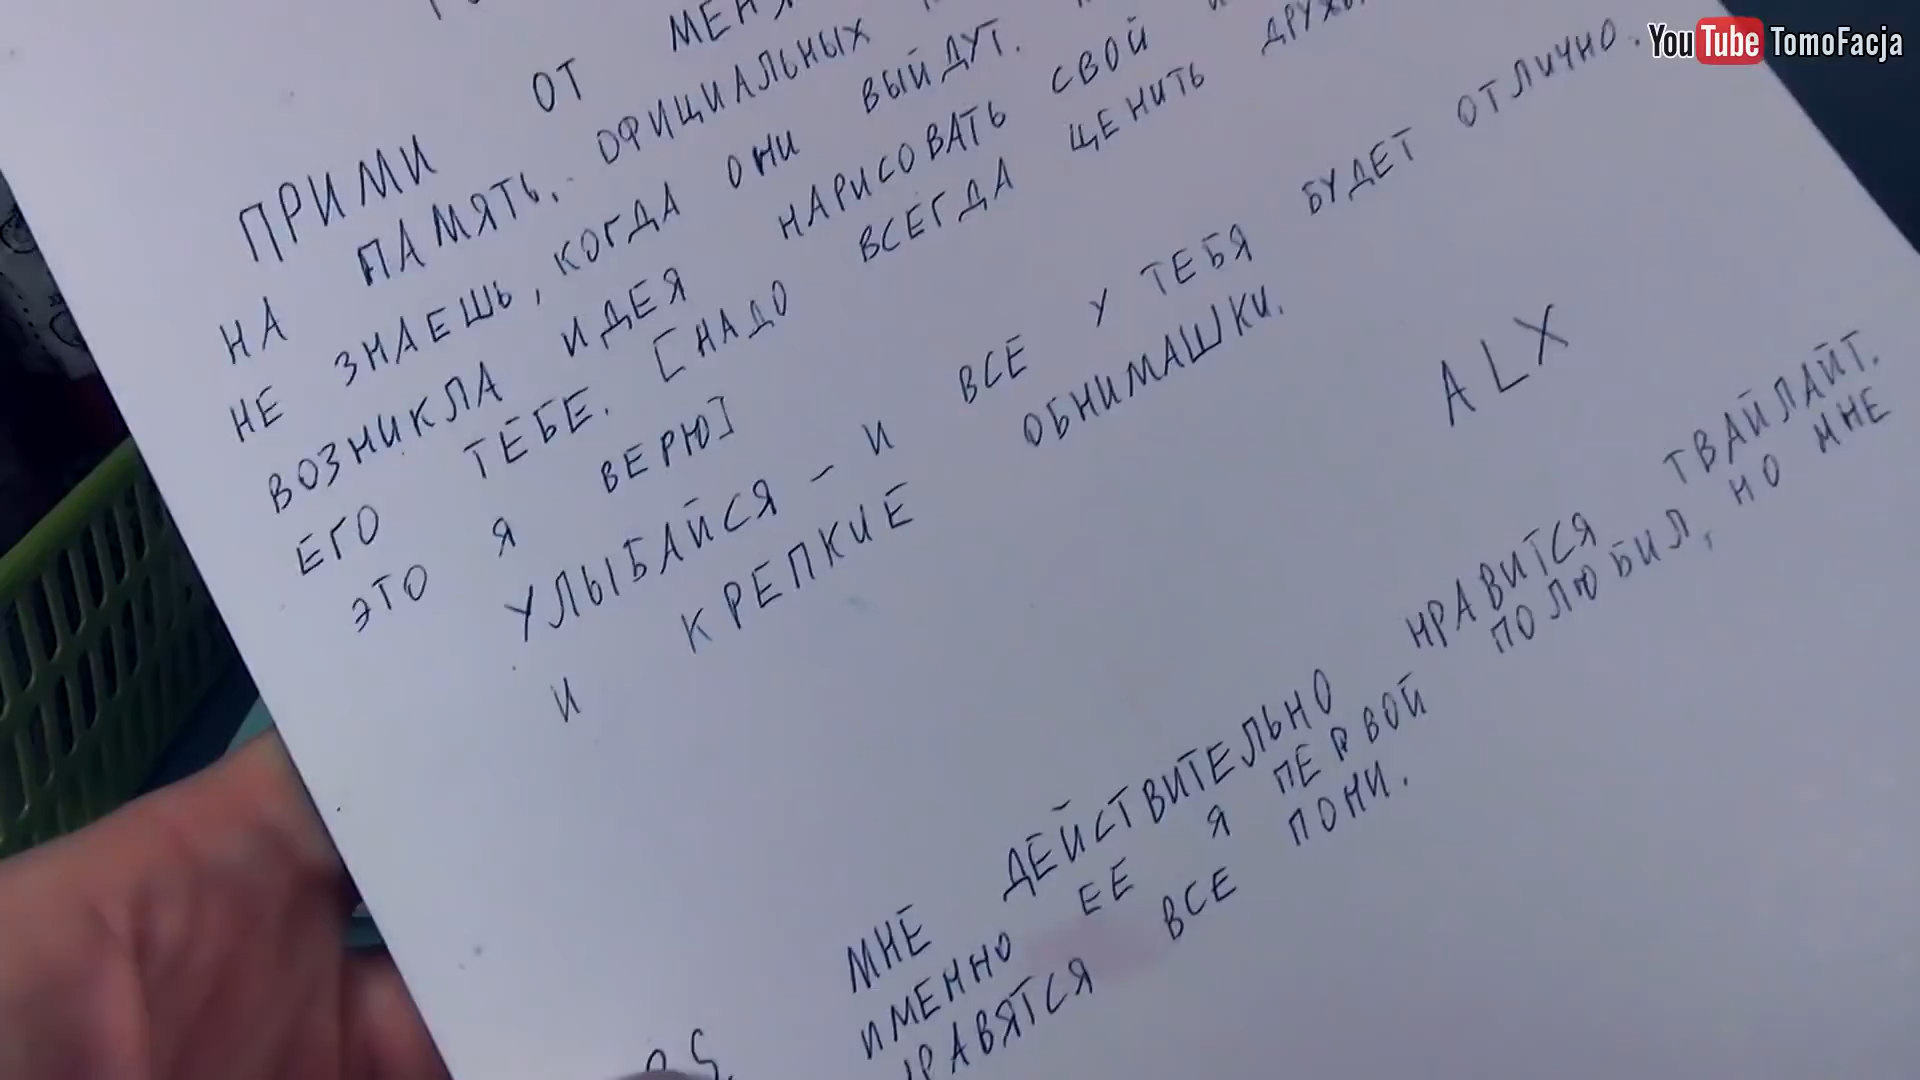 YouTube TomoFacja
ПРИМИ ОТ МЕНЯ
НА ПАМЯТЬ. ОФИЦИАЛЬНЫХ
НЕ ЗНАЕШЬ, КОГДА ОНИ ВЫЙДУТ.
ВОЗНИКЛА ИДЕЯ НАРИСОВАТЬ СВОЙ И
ЕГО ТЕБЕ. [НАДО ВСЕГДА ЦЕНИТЬ
ЭТО Я ВЕРЮ]
УЛЫБАЙСЯ – И ВСЕ У ТЕБЯ БУДЕТ ОТЛИЧНО.
И КРЕПКИЕ ОБНИМАШКИ.
ALX
P.S. МНЕ ДЕЙСТВИТЕЛЬНО НРАВИТСЯ ТВАЙЛАЙТ.
ИМЕННО ЕЕ Я ПЕРВОЙ ПОЛЮБИЛ, НО МНЕ
НРАВЯТСЯ ВСЕ ПОНИ.